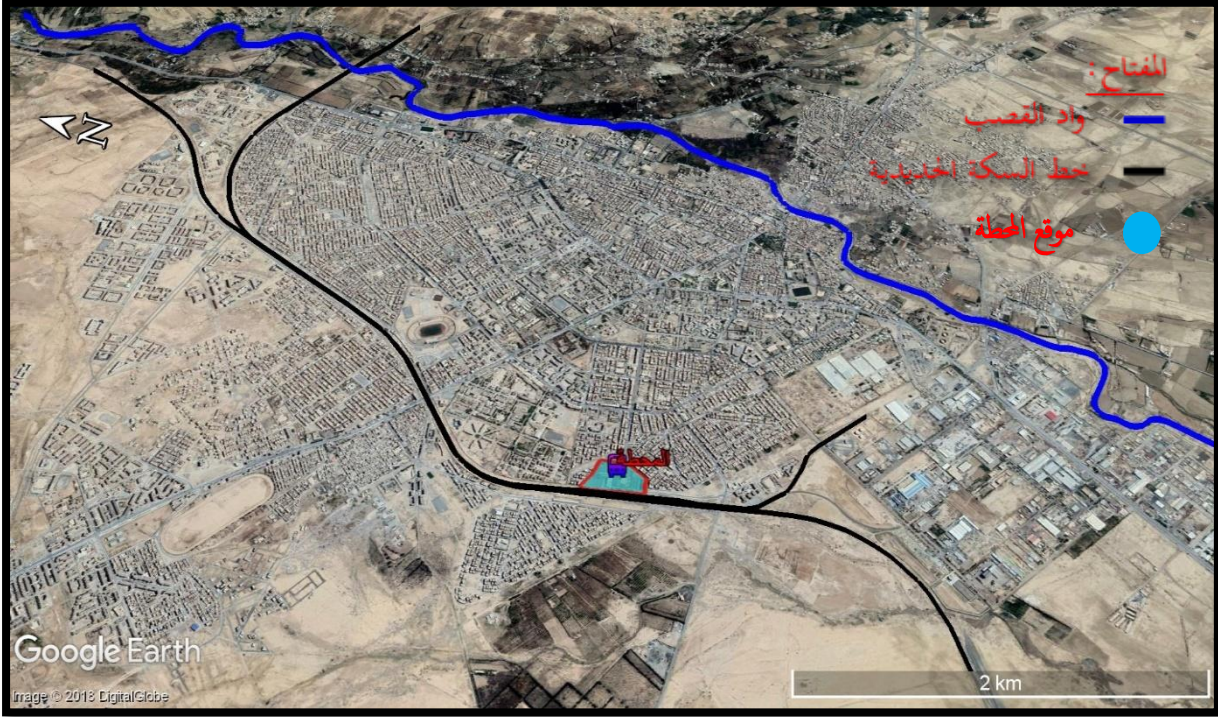 المفتاح:
واد القصب
خط السكة الحديدية
موقع المحطة
N
المحطة
2 km
Google Earth
Image © 2018 DigitalGlobe